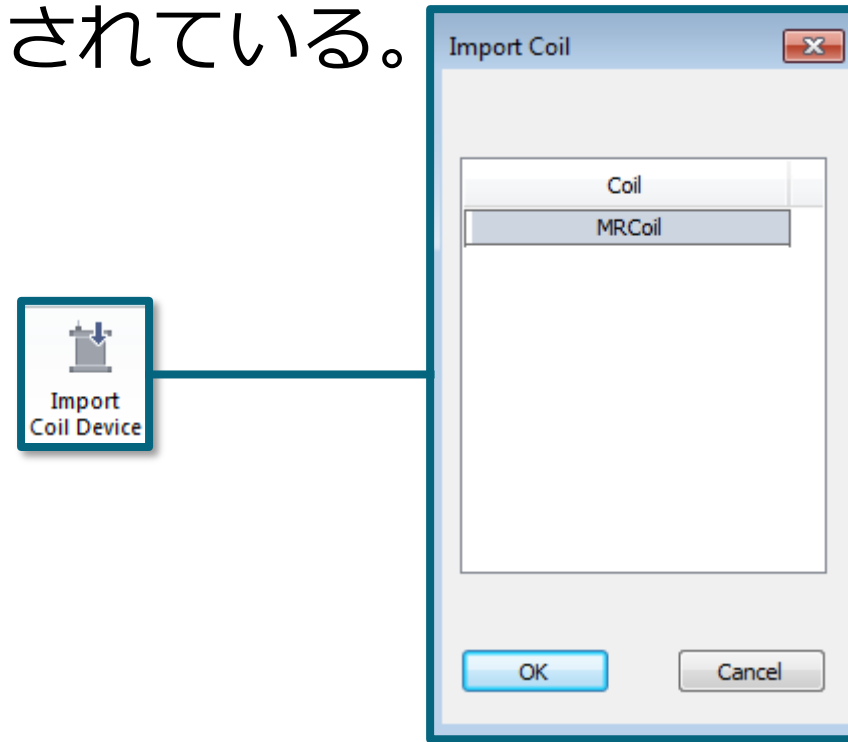 されている。
Import Coil
Coil
MRCoil
Import
Coil Device
OK
Cancel